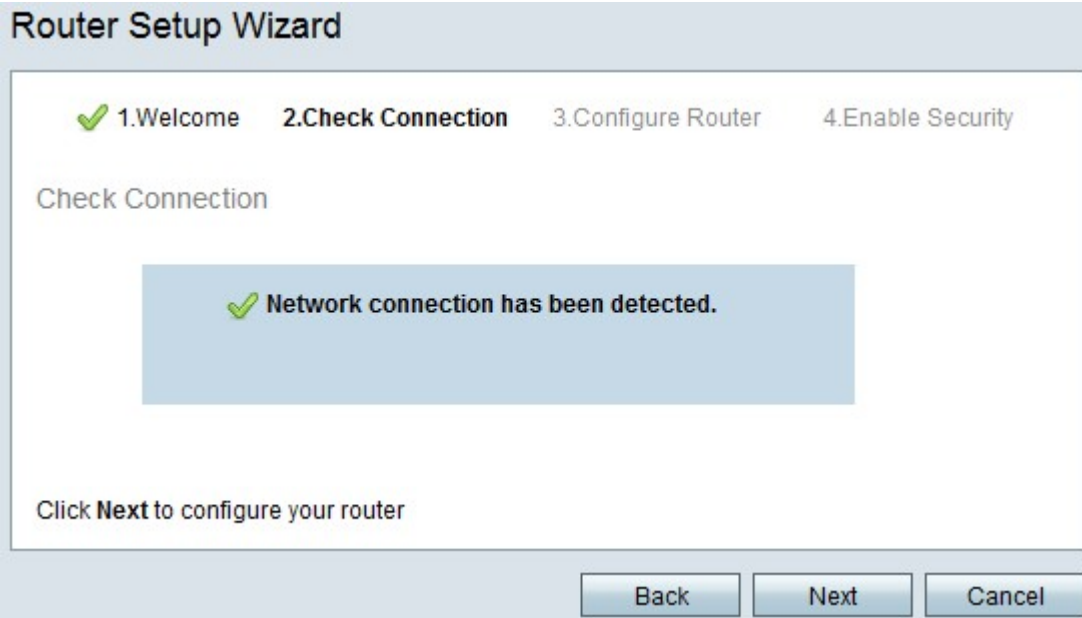 Router Setup Wizard
1.Welcome 2.Check Connection 3.Configure Router 4.Enable Security
Check Connection
Network connection has been detected.
Click Next to configure your router
Back Next Cancel